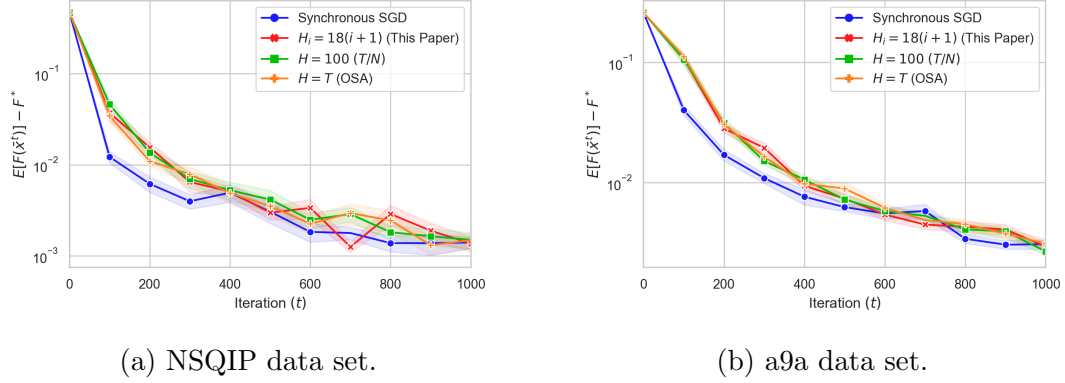 Synchronous SGD
H_i = 18(i + 1) (This Paper)
H = 100 (T/N)
H = T (OSA)
10^{-1}
10^{-2}
10^{-3}
E[F(x̄^t)] − F^*
0 200 400 600 800 1000
Iteration (t)
(a) NSQIP data set.
Synchronous SGD
H_i = 18(i + 1) (This Paper)
H = 100 (T/N)
H = T (OSA)
10^{-1}
10^{-2}
E[F(x̄^t)] − F^*
0 200 400 600 800 1000
Iteration (t)
(b) a9a data set.